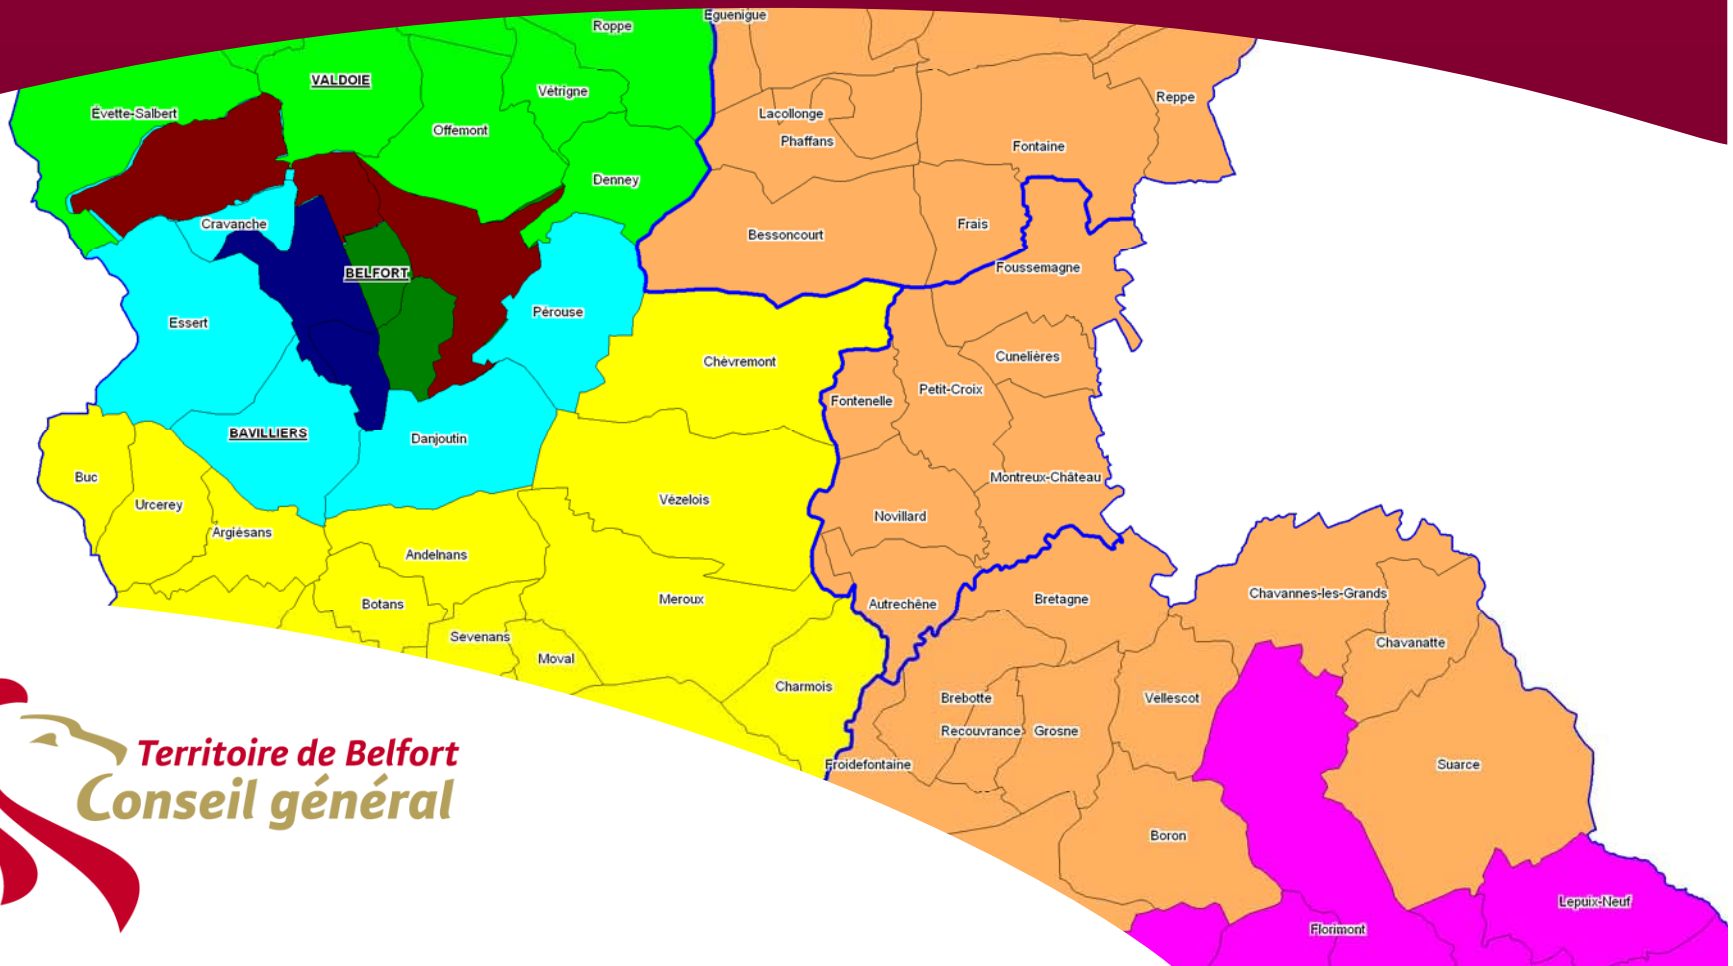 Eguenigue
Roppe
VALDOIE
Vétrigne
Reppe
Évette-Salbert
Lacollonge
Offemont
Phaffans
Fontaine
Denney
Cravanche
Frais
Bessoncourt
BELFORT
Foussemagne
Pérouse
Essert
Cunelières
Chèvremont
Petit-Croix
Fontenelle
BAVILLIERS
Danjoutin
Buc
Montreux-Château
Vézelois
Urcerey
Novillard
Argiésans
Andelnans
Chavannes-les-Grands
Meroux
Bretagne
Botans
Autrechêne
Sevenans
Chavanatte
Moval
Charmois
Brebotte
Vellescot
Recouvrance
Grosne
Froidefontaine
Suarce
Boron
Lepuix-Neuf
Florimont
Territoire de Belfort
Conseil général